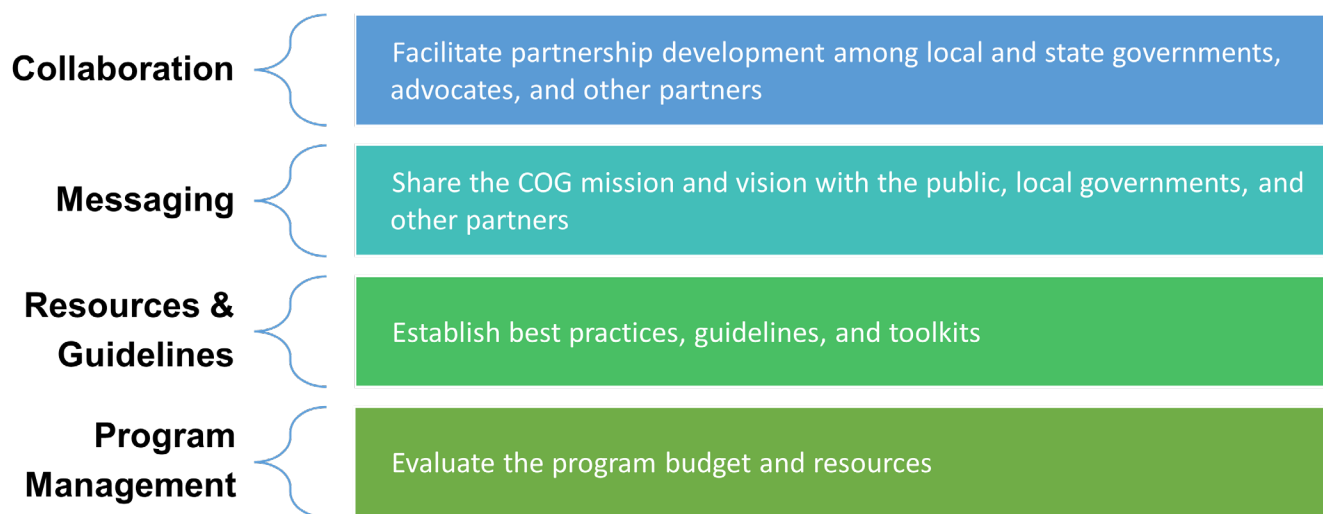 Collaboration
Facilitate partnership development among local and state governments,
advocates, and other partners
Messaging
Share the COG mission and vision with the public, local governments, and
other partners
Resources &
Guidelines
Establish best practices, guidelines, and toolkits
Program
Management
Evaluate the program budget and resources